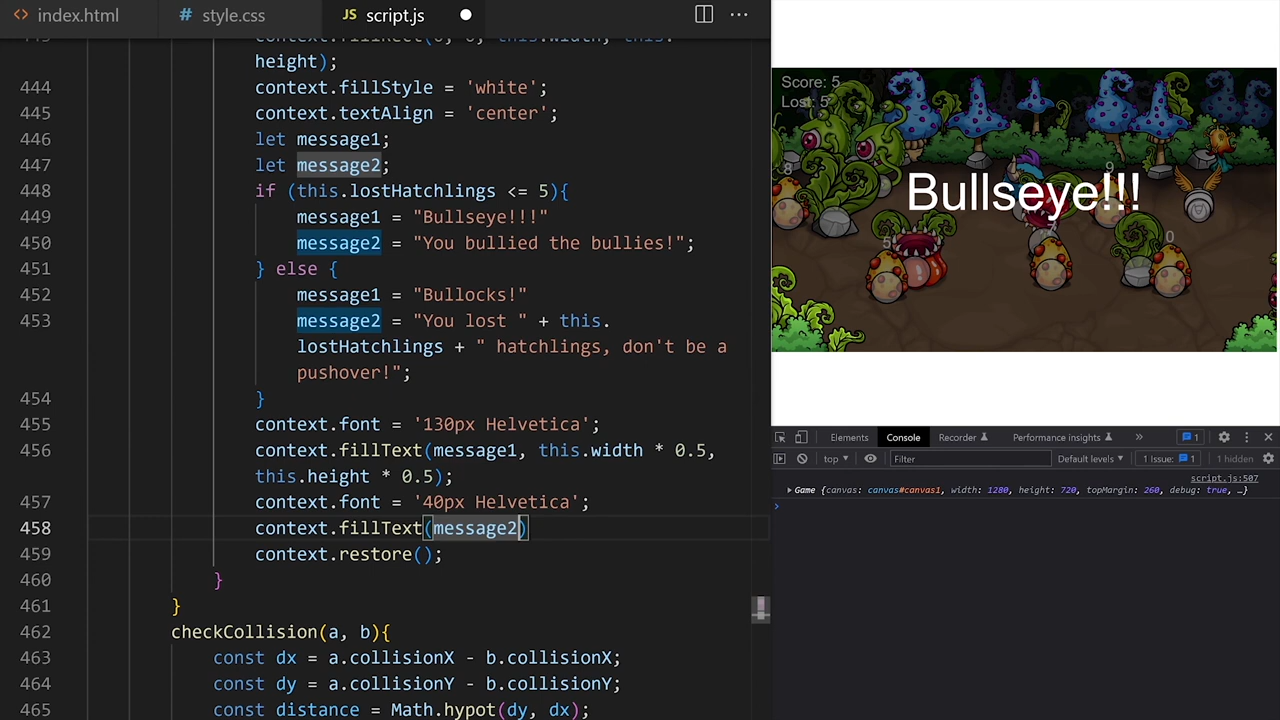 index.html
# style.css
JS script.js
height);
444 context.fillStyle = 'white';
445 context.textAlign = 'center';
446 let message1;
447 let message2;
448 if (this.lostHatchlings <= 5){
449 message1 = "Bullseye!!!"
450 message2 = "You bullied the bullies!";
451 } else {
452 message1 = "Bullocks!"
453 message2 = "You lost " + this.
lostHatchlings + " hatchlings, don't be a
pushover!";
454 }
455 context.font = '130px Helvetica';
456 context.fillText(message1, this.width * 0.5,
this.height * 0.5);
457 context.font = '40px Helvetica';
458 context.fillText(message2)
459 context.restore();
460 }
461 }
462 checkCollision(a, b){
463 const dx = a.collisionX - b.collisionX;
464 const dy = a.collisionY - b.collisionY;
465 const distance = Math.hypot(dy, dx);
Score: 5
Lost: 5
8
9
Bullseye!!!
5
0
Elements Console Recorder Performance insights » 1
top Filter Default levels 1 Issue: 1 1 hidden
script.js:507
Game {canvas: canvas#canvas1, width: 1280, height: 720, topMargin: 260, debug: true, …}